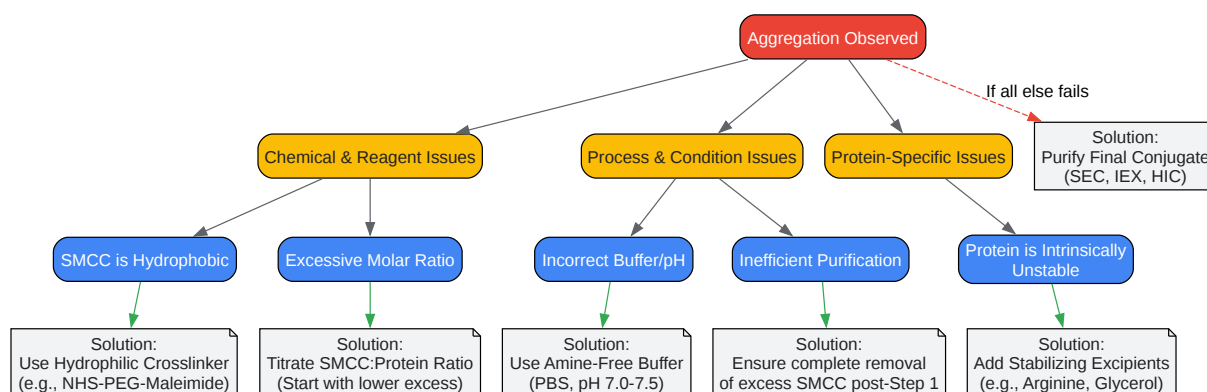 Aggregation Observed
If all else fails
Chemical & Reagent Issues
Process & Condition Issues
Protein-Specific Issues
Solution:
Purify Final Conjugate
(SEC, IEX, HIC)
SMCC is Hydrophobic
Excessive Molar Ratio
Incorrect Buffer/pH
Inefficient Purification
Protein is Intrinsically
Unstable
Solution:
Use Hydrophilic Crosslinker
(e.g., NHS-PEG-Maleimide)
Solution:
Titrate SMCC:Protein Ratio
(Start with lower excess)
Solution:
Use Amine-Free Buffer
(PBS, pH 7.0-7.5)
Solution:
Ensure complete removal
of excess SMCC post-Step 1
Solution:
Add Stabilizing Excipients
(e.g., Arginine, Glycerol)